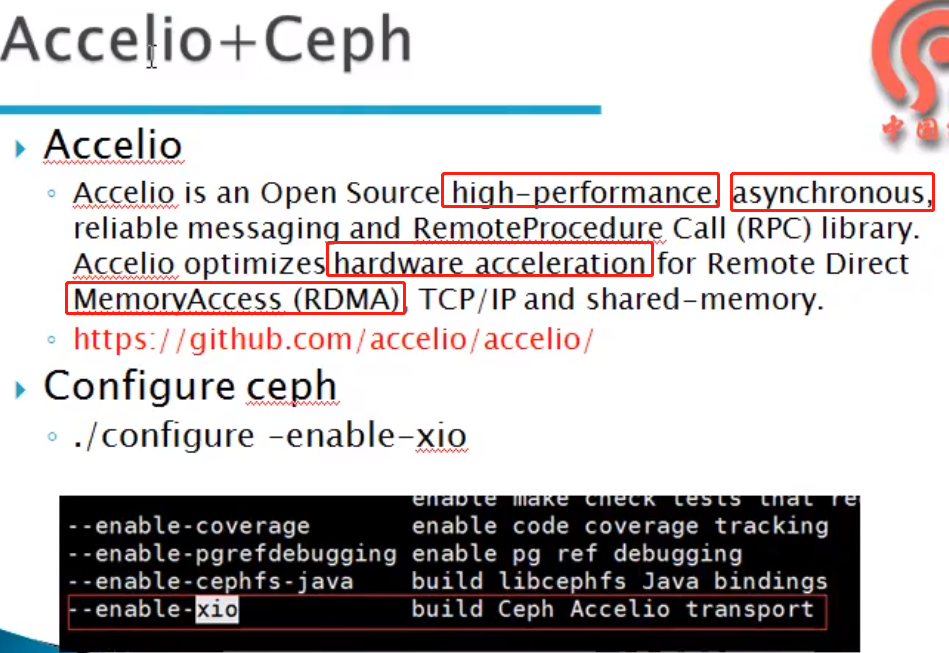 Accelio+Ceph
中国
Accelio
Accelio is an Open Source high-performance, asynchronous,
reliable messaging and RemoteProcedure Call (RPC) library.
Accelio optimizes hardware acceleration for Remote Direct
MemoryAccess (RDMA), TCP/IP and shared-memory.
https://github.com/accelio/accelio/
Configure ceph
./configure -enable-xio
enable make check tests that re
--enable-coverage enable code coverage tracking
--enable-pgrefdebugging enable pg ref debugging
--enable-cephfs-java build libcephfs Java bindings
--enable-xio build Ceph Accelio transport